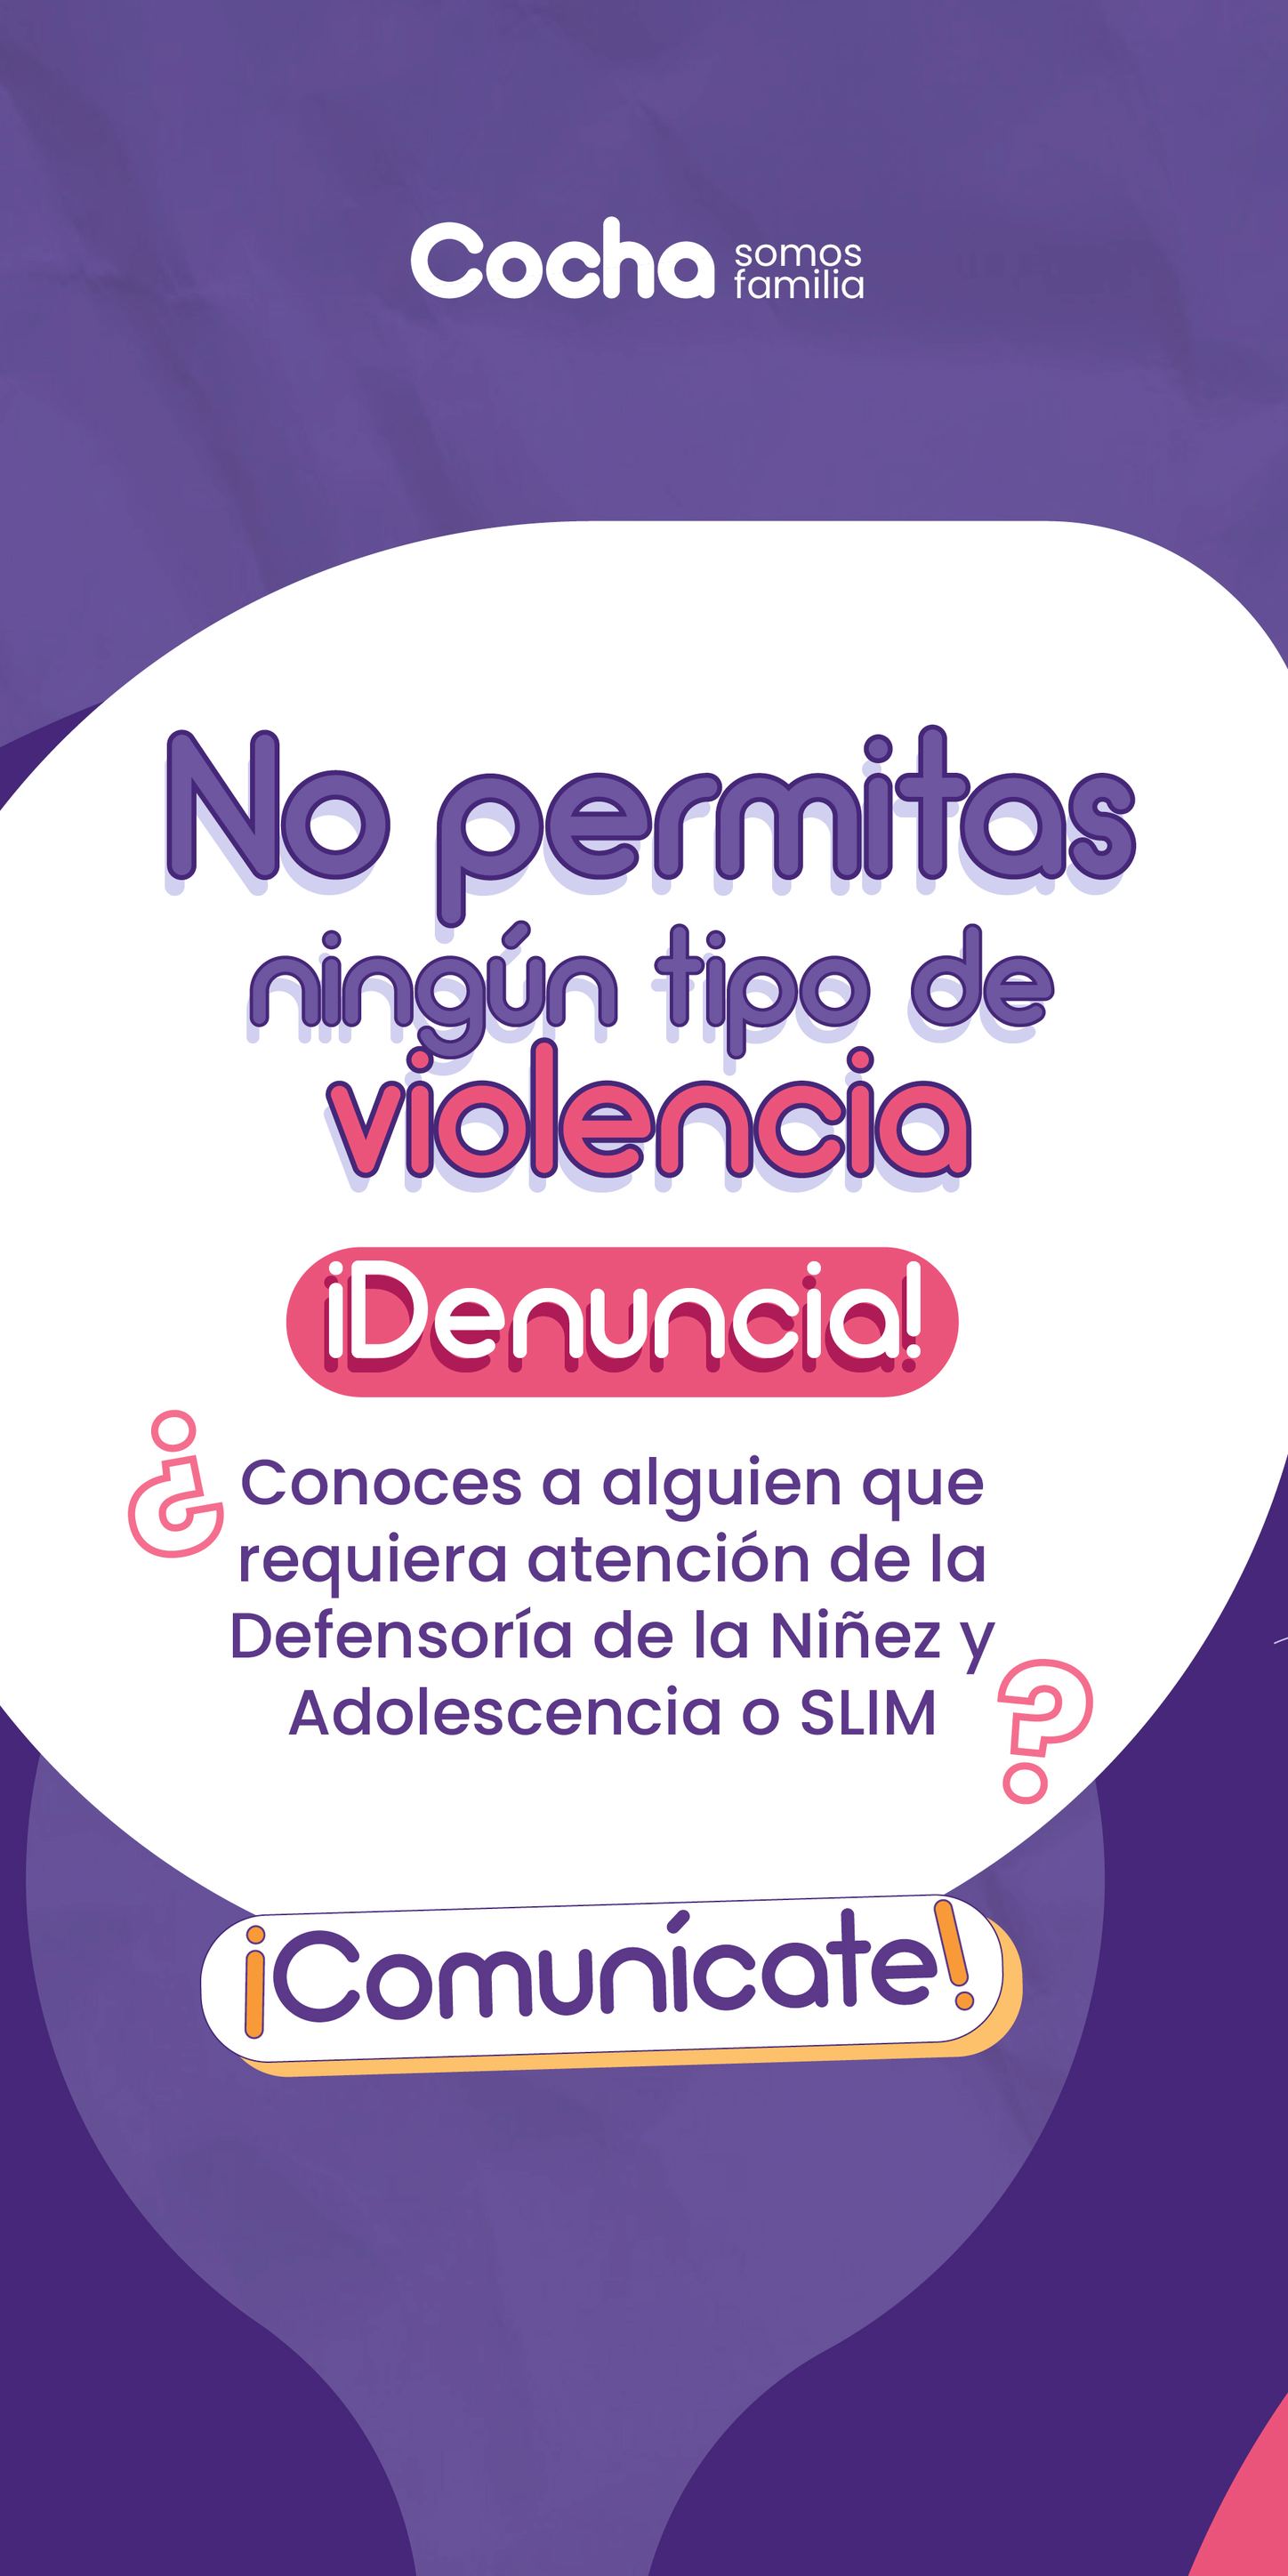 Cocha somos
familia
No permitas
ningún tipo de
violencia
¡Denuncia!
¿Conoces a alguien que
requiera atención de la
Defensoría de la Niñez y
Adolescencia o SLIM?
¡Comunícate!